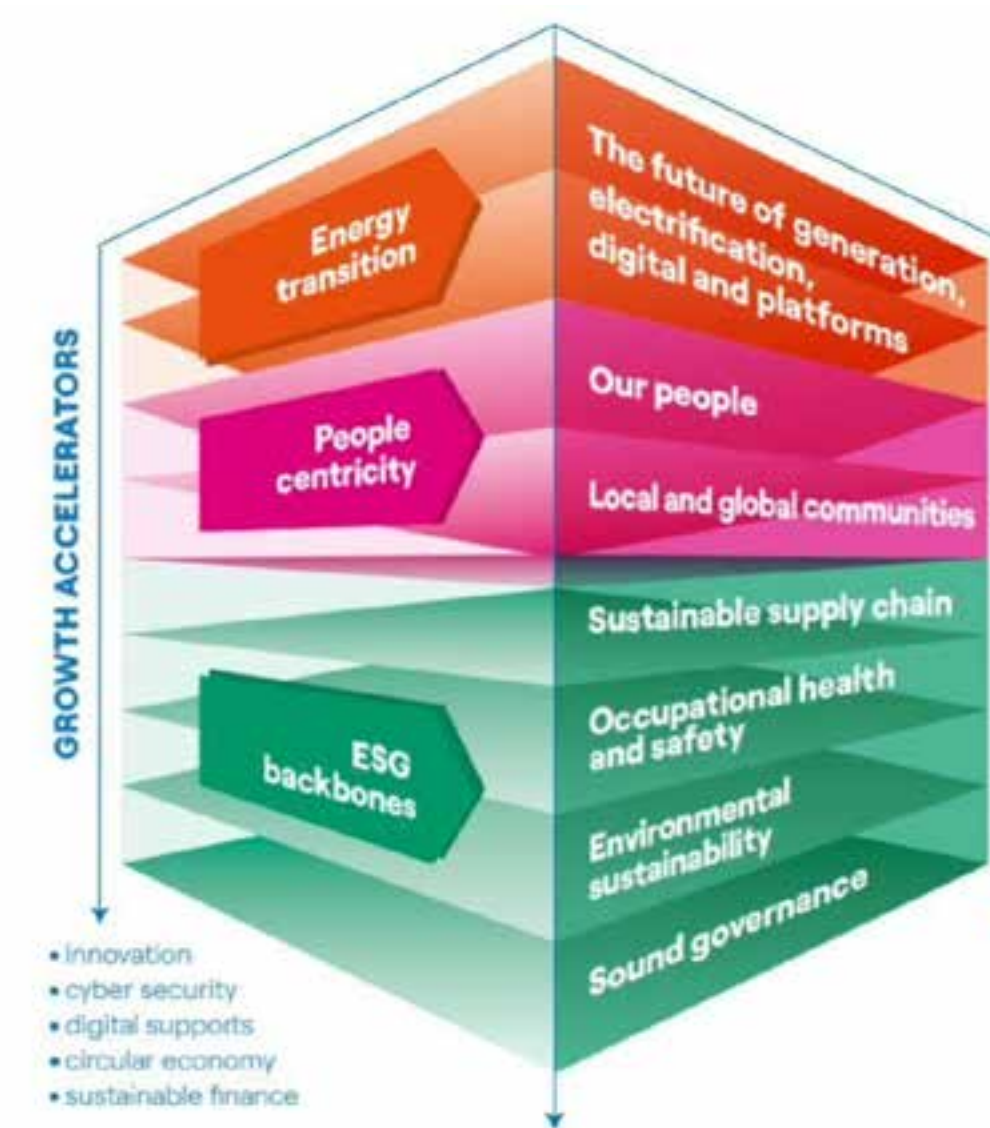 Energy
transition
The future of generation,
electrification,
digital and platforms
People
centricity
Our people
Local and global communities
ESG
backbones
Sustainable supply chain
Occupational health
and safety
Environmental
sustainability
Sound governance
GROWTH ACCELERATORS
• innovation
• cyber security
• digital supports
• circular economy
• sustainable finance